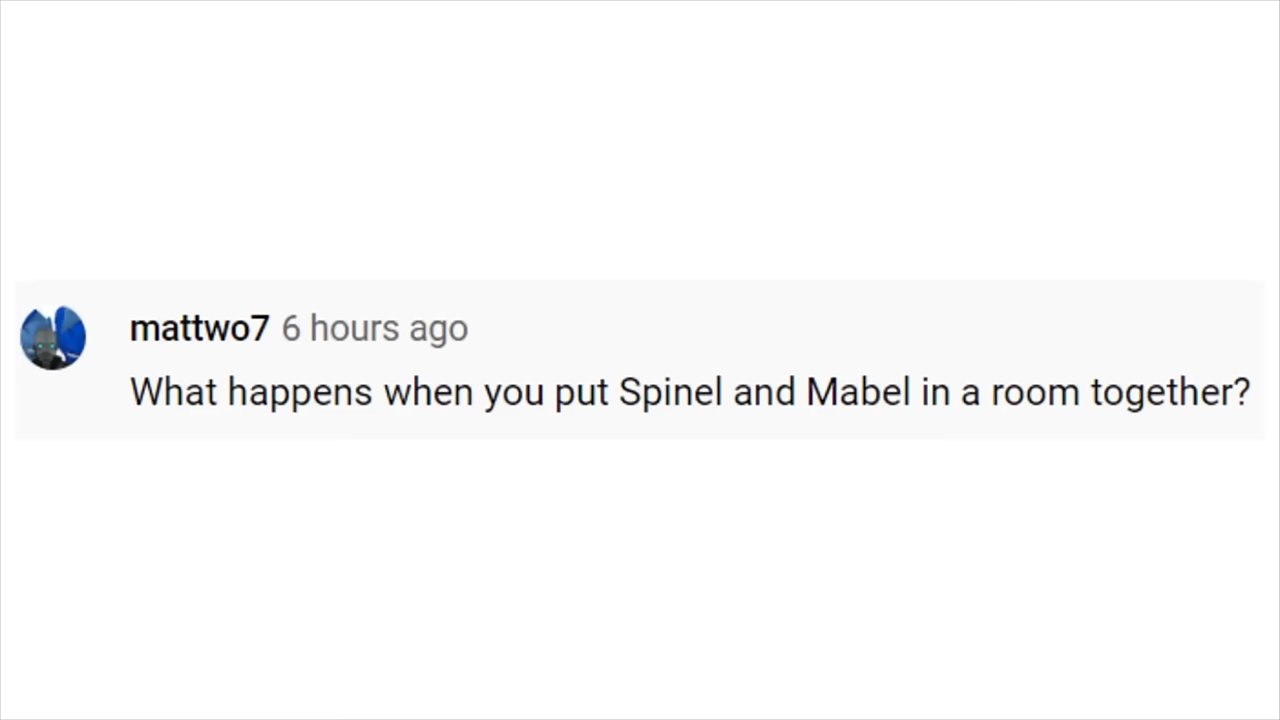 mattwo7 6 hours ago
What happens when you put Spinel and Mabel in a room together?